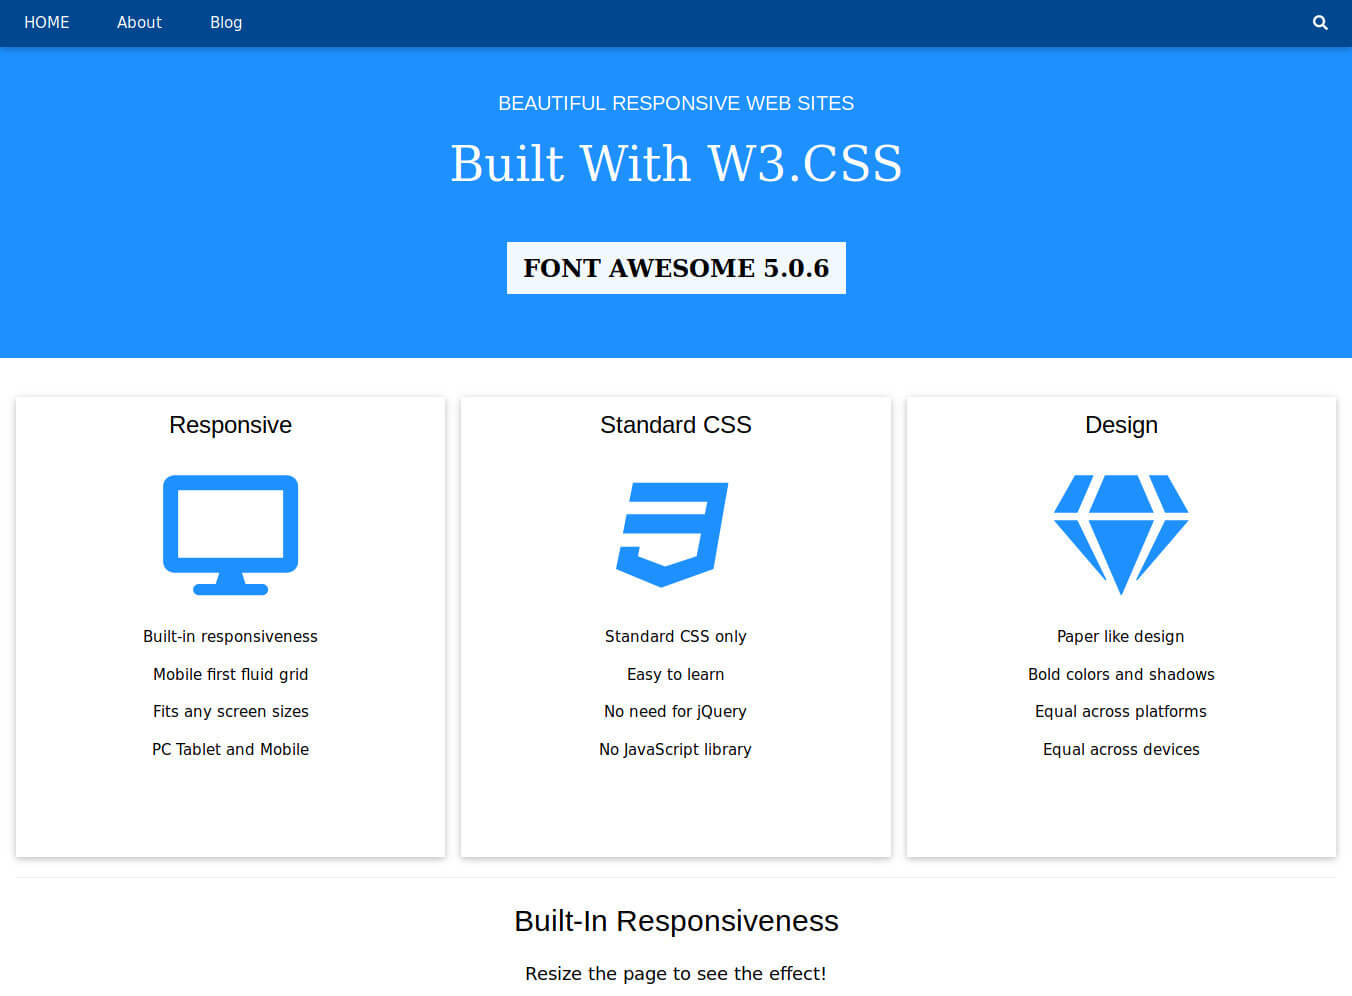 HOME About Blog
BEAUTIFUL RESPONSIVE WEB SITES
Built With W3.CSS
FONT AWESOME 5.0.6
Responsive
Built-in responsiveness
Mobile first fluid grid
Fits any screen sizes
PC Tablet and Mobile
Standard CSS
Standard CSS only
Easy to learn
No need for jQuery
No JavaScript library
Design
Paper like design
Bold colors and shadows
Equal across platforms
Equal across devices
Built-In Responsiveness
Resize the page to see the effect!